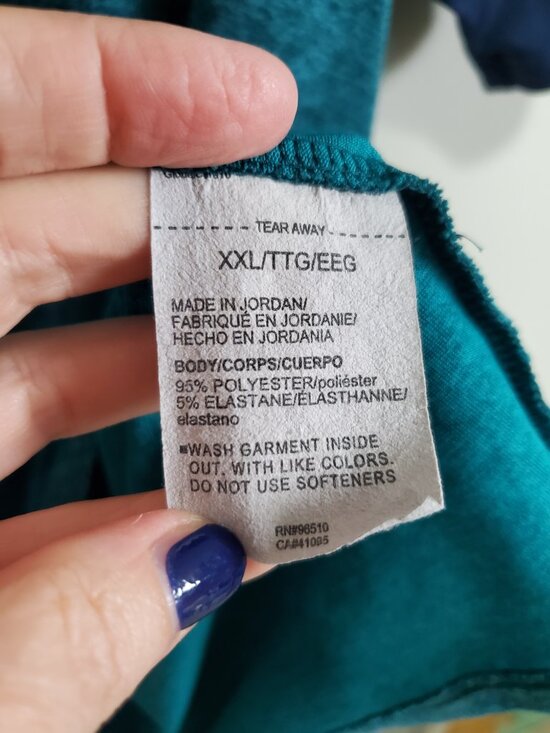 TEAR AWAY
XXL/TTG/EEG
MADE IN JORDAN/
FABRIQUÉ EN JORDANIE/
HECHO EN JORDANIA
BODY/CORPS/CUERPO
95% POLYESTER/poliéster
5% ELASTANE/ÉLASTHANNE/
elastano
■WASH GARMENT INSIDE
OUT. WITH LIKE COLORS.
DO NOT USE SOFTENERS
RN#96510
CA#41095